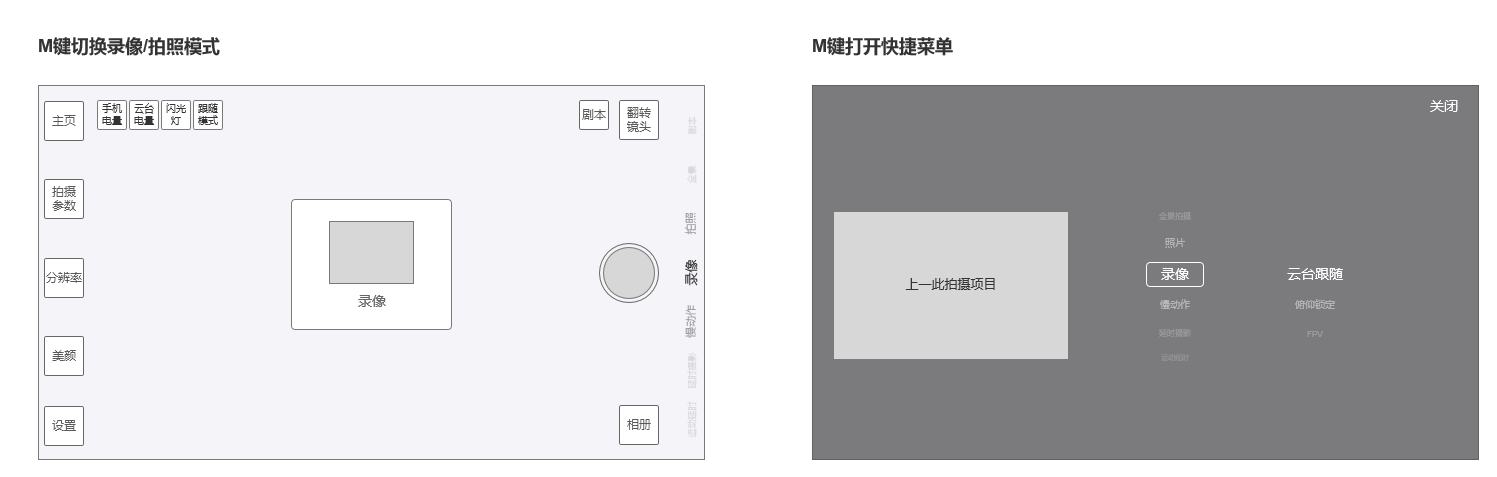 M键切换录像/拍照模式
M键打开快捷菜单
主页
手机
电量
云台
电量
闪光
灯
跟随
模式
剧本
翻转
镜头
拍摄
参数
拍照
录像
录像
慢动作
分辨率
美颜
设置
相册
关闭
上一此拍摄项目
全景拍摄
照片
录像
慢动作
延时摄影
云台跟随
俯仰锁定
FPV